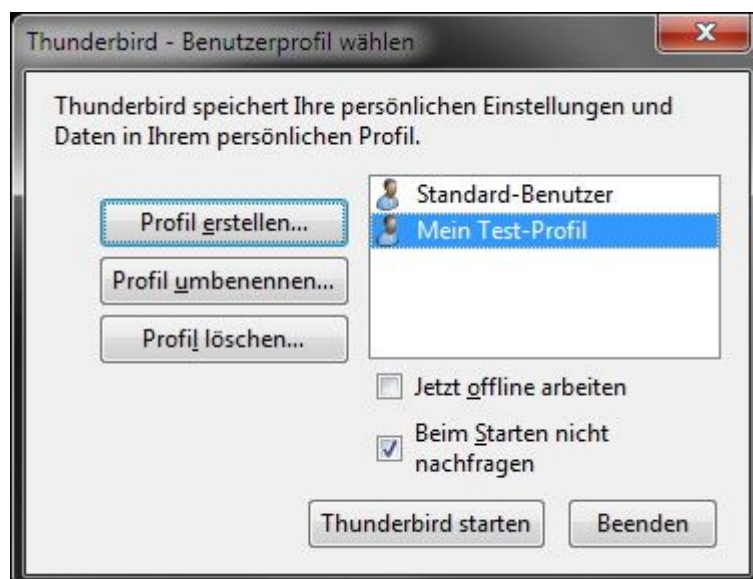 Thunderbird - Benutzerprofil wählen
Thunderbird speichert Ihre persönlichen Einstellungen und
Daten in Ihrem persönlichen Profil.
Profil erstellen...
Profil umbenennen...
Profil löschen...
Standard-Benutzer
Mein Test-Profil
Jetzt offline arbeiten
Beim Starten nicht
nachfragen
Thunderbird starten
Beenden